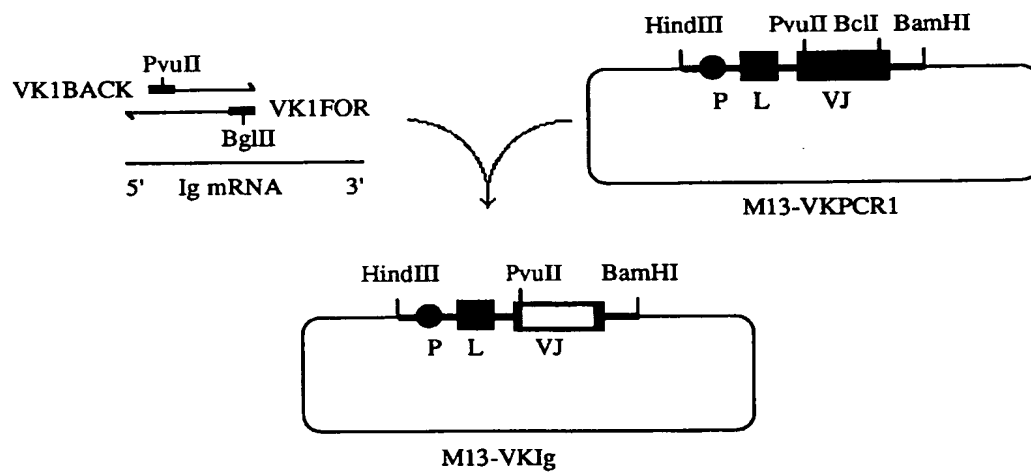 PvuII
VK1BACK
VK1FOR
BglII
5' Ig mRNA 3'
HindIII PvuII BclI BamHI
P L VJ
M13-VKPCR1
HindIII PvuII BamHI
P L VJ
M13-VKIg